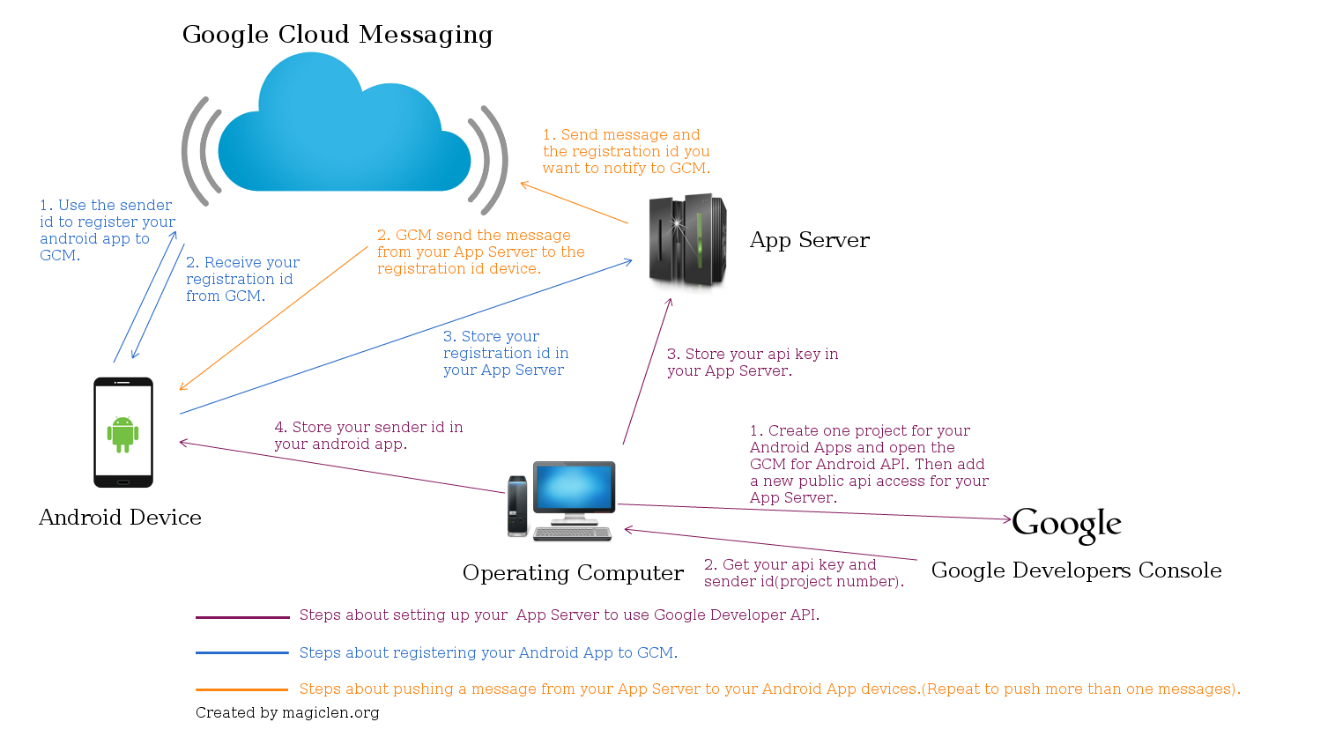 Google Cloud Messaging
1. Send message and
the registration id you
want to notify to GCM.
1. Use the sender
id to register your
android app to
GCM.
2. Receive your
registration id
from GCM.
2. GCM send the message
from your App Server to the
registration id device.
App Server
3. Store your
registration id in
your App Server
3. Store your api key in
your App Server.
4. Store your sender id in
your android app.
1. Create one project for your
Android Apps and open the
GCM for Android API. Then add
a new public api access for your
App Server.
Android Device
Google
Operating Computer
2. Get your api key and
sender id(project number).
Google Developers Console
Steps about setting up your  App Server to use Google Developer API.
Steps about registering your Android App to GCM.
Steps about pushing a message from your App Server to your Android App devices.(Repeat to push more than one messages).
Created by magiclen.org